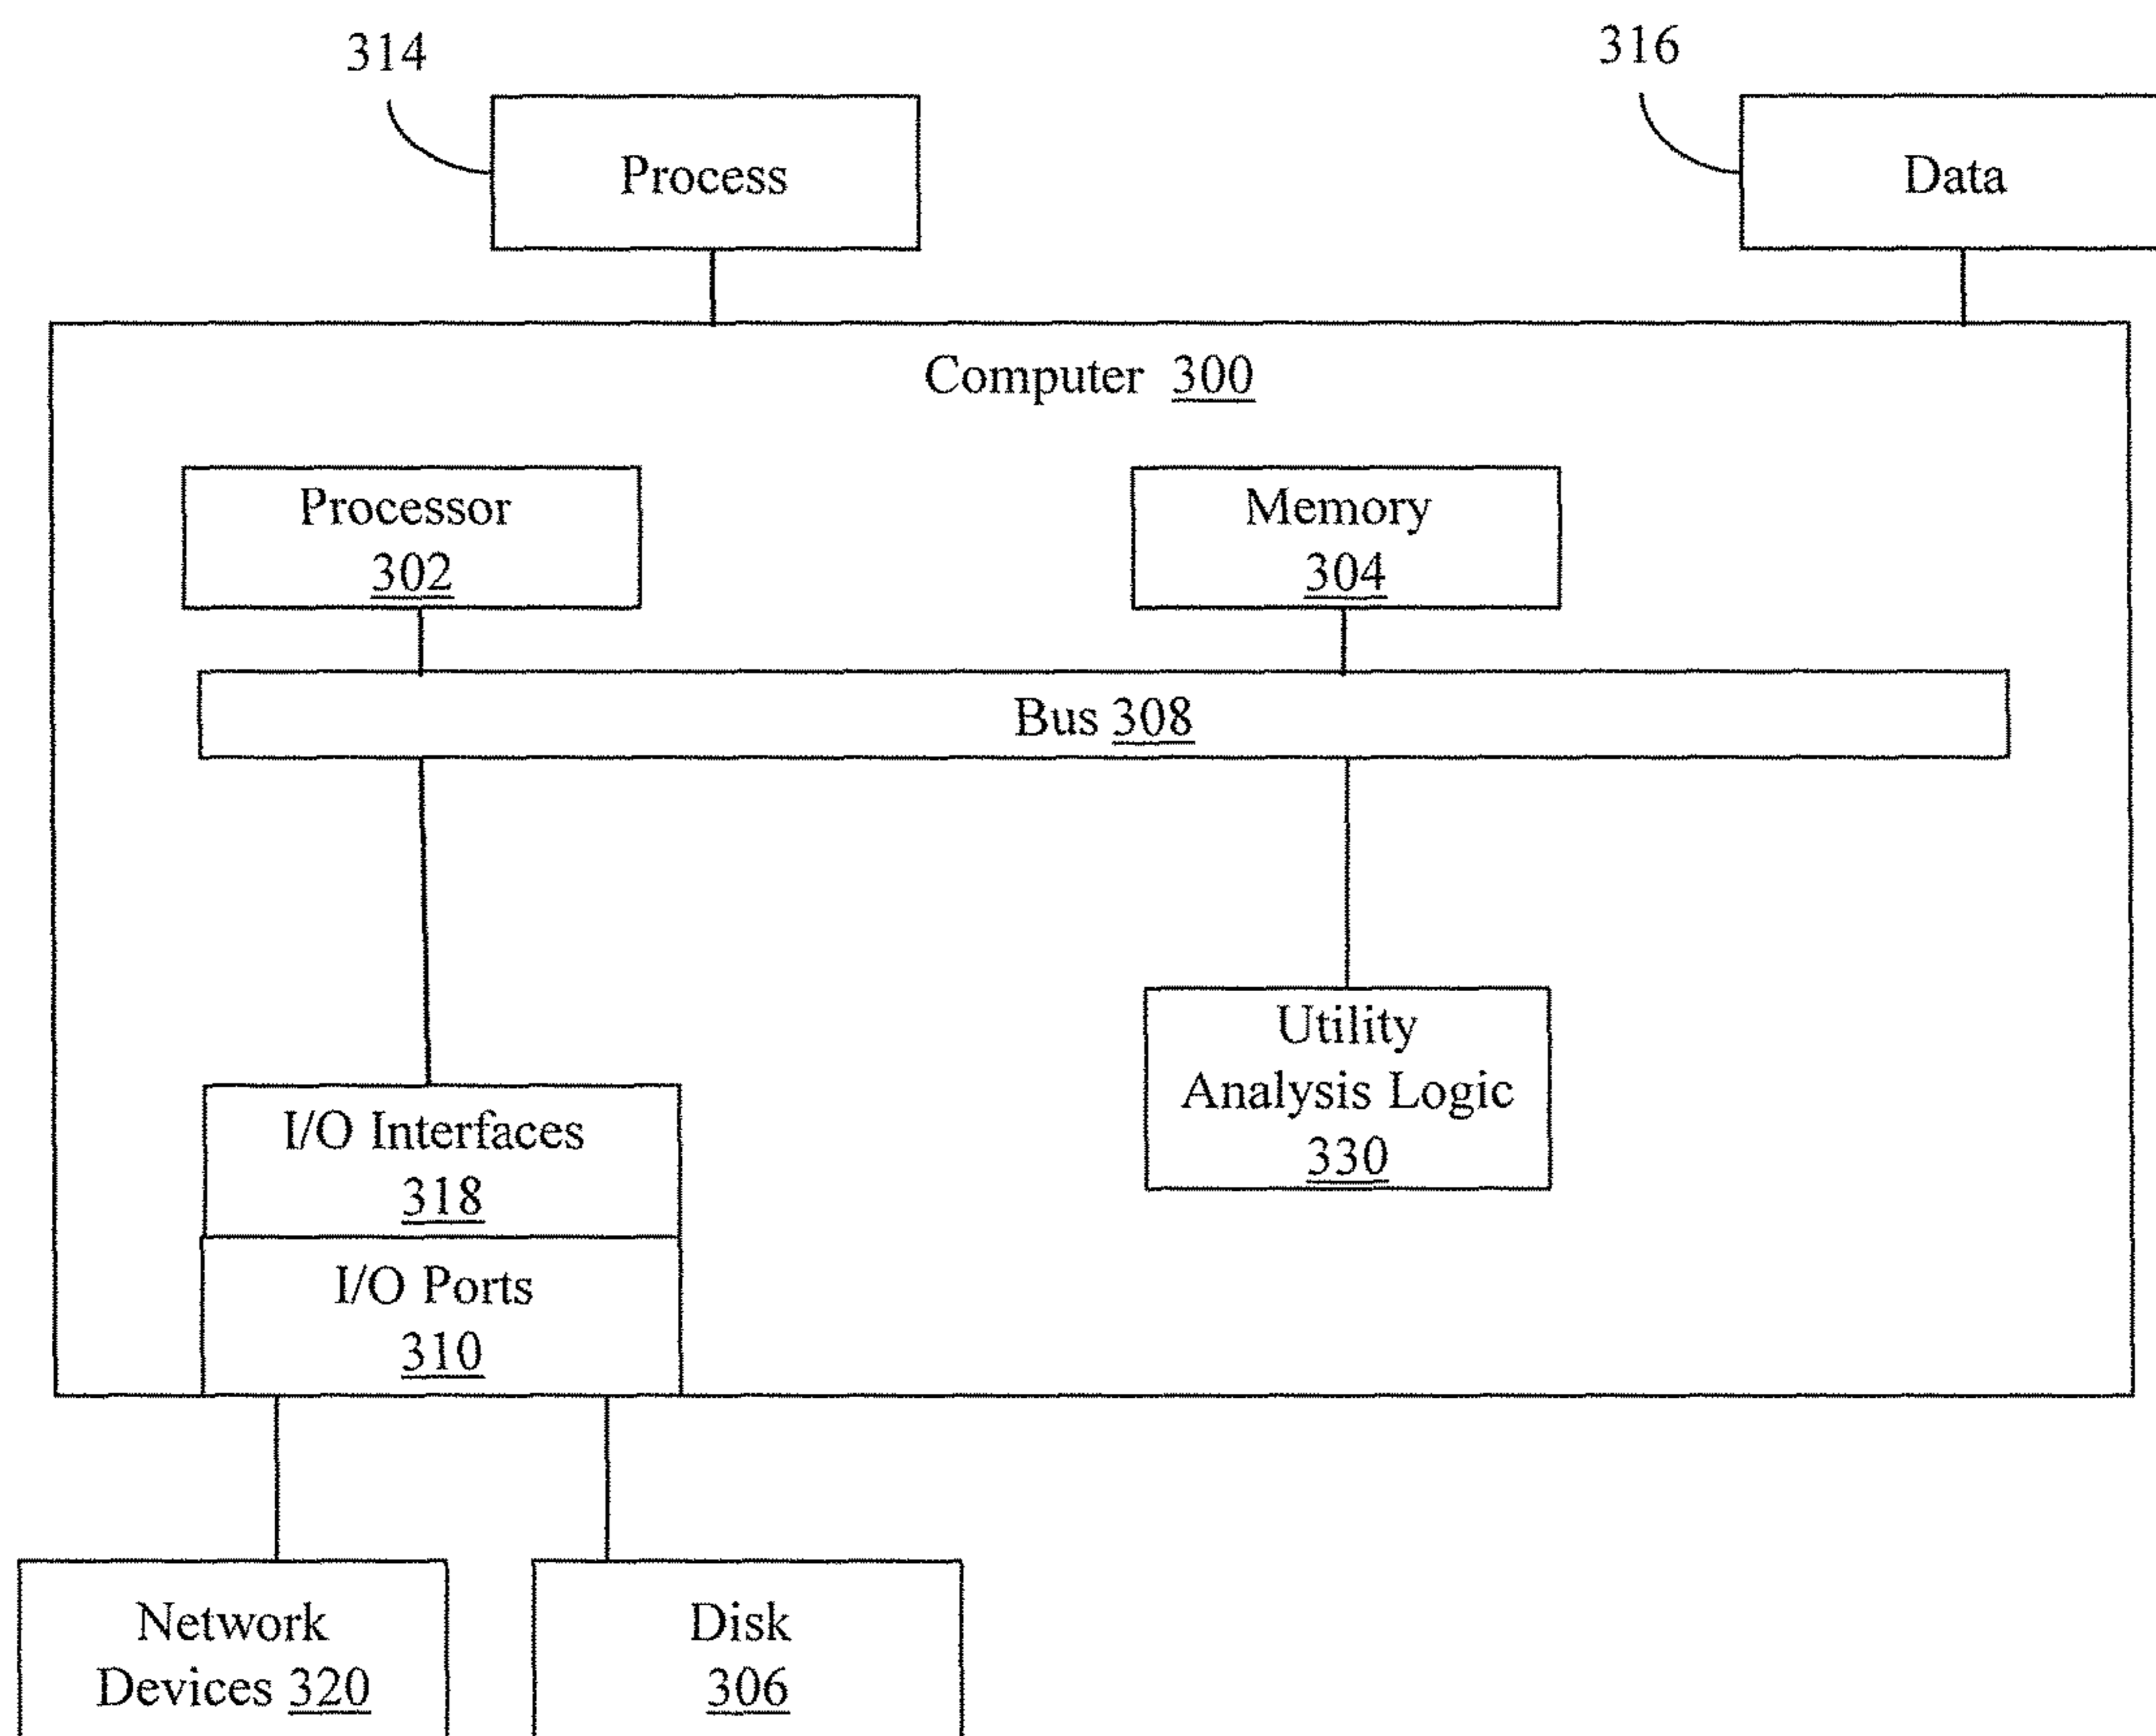 314
316
Process
Data
Computer 300
Processor
302
Memory
304
Bus 308
Utility
Analysis Logic
330
I/O Interfaces
318
I/O Ports
310
Network
Devices 320
Disk
306